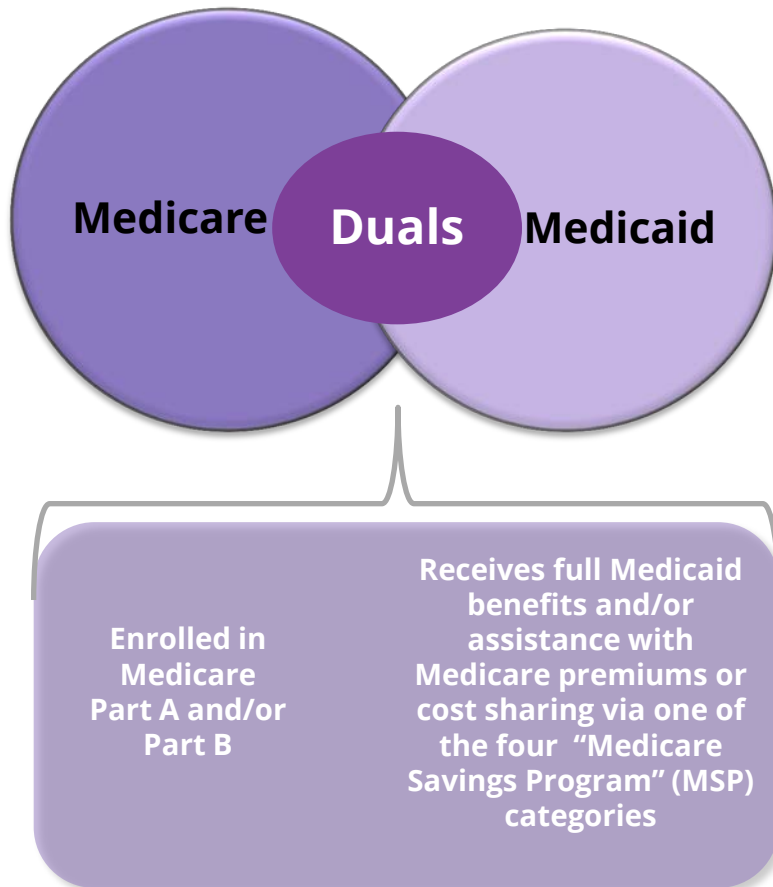 Medicare
Duals
Medicaid
Enrolled in
Medicare
Part A and/or
Part B
Receives full Medicaid
benefits and/or
assistance with
Medicare premiums or
cost sharing via one of
the four “Medicare
Savings Program” (MSP)
categories